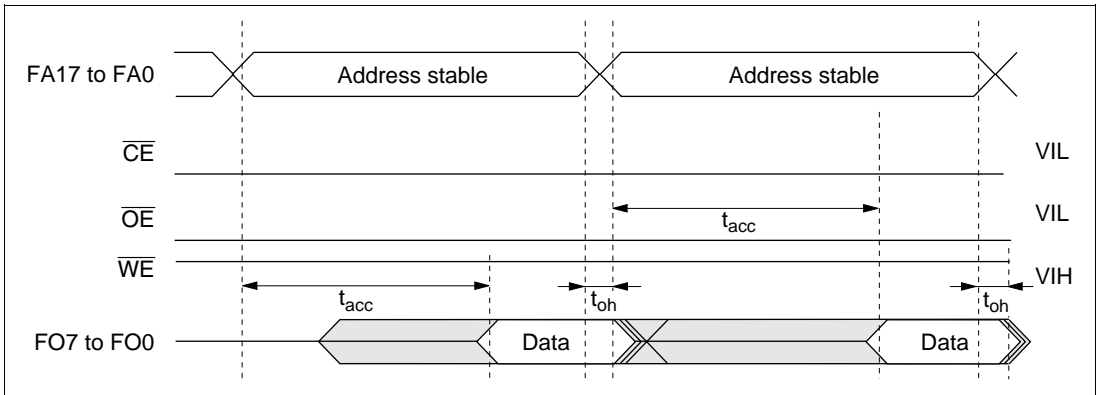 FA17 to FA0
Address stable
Address stable
CE
VIL
OE
VIL
tacc
WE
VIH
tacc
toh
toh
FO7 to FO0
Data
Data